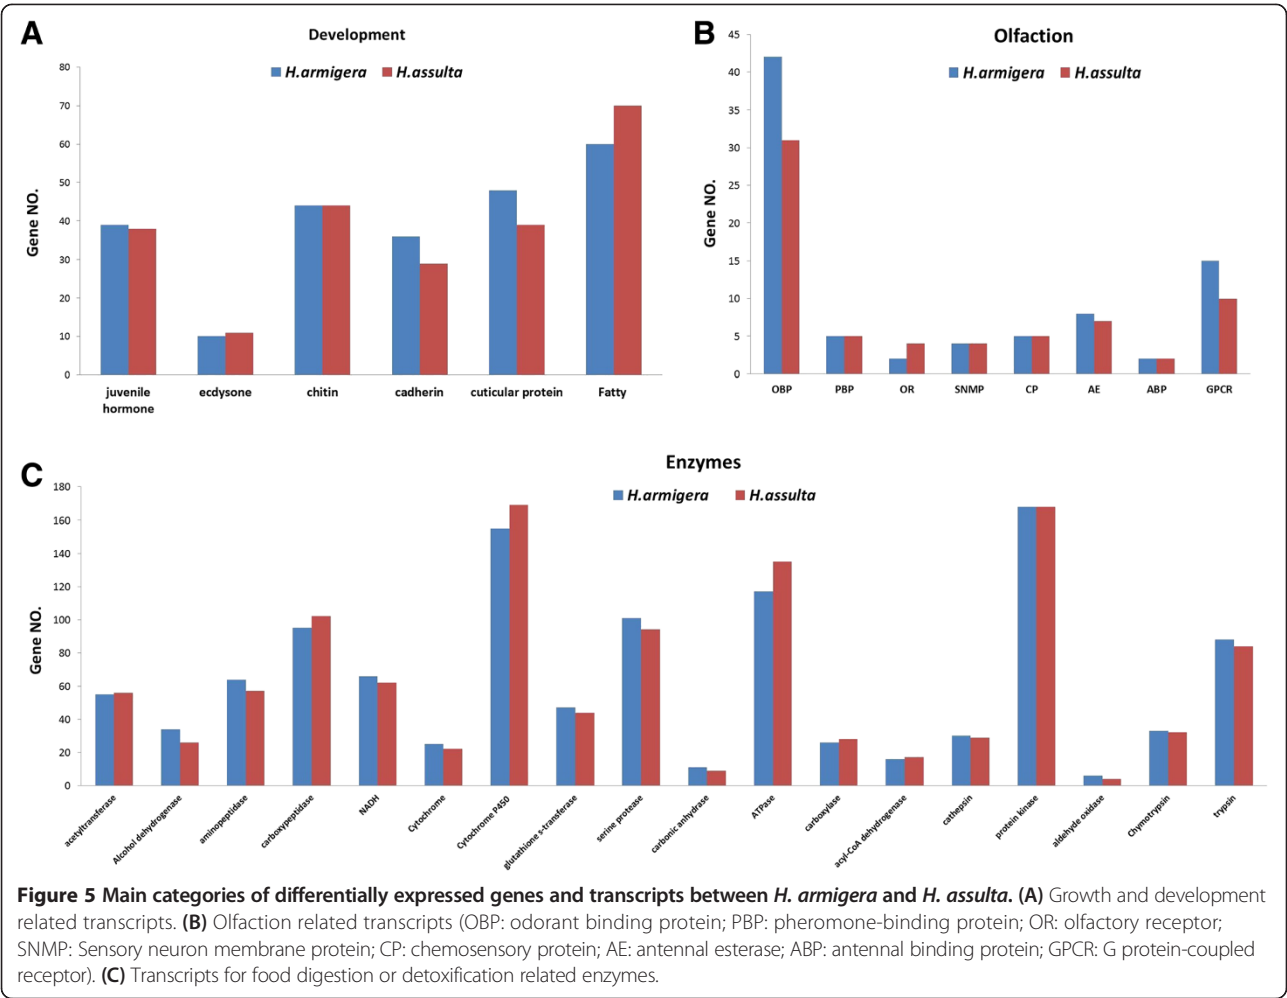 A
Development
H.armigera H.assulta
80
70
60
50
40
30
20
10
0
Gene NO.
juvenile hormone
ecdysone
chitin
cadherin
cuticular protein
Fatty
B
Olfaction
H.armigera H.assulta
45
40
35
30
25
20
15
10
5
0
Gene NO.
OBP
PBP
OR
SNMP
CP
AE
ABP
GPCR
C
Enzymes
H.armigera H.assulta
180
160
140
120
100
80
60
40
20
0
Gene NO.
acetyltransferase
Alcohol dehydrogenase
aminopeptidase
carboxypeptidase
NADH
Cytochrome
Cytochrome P450
glutathione s-transferase
serine protease
carbonic anhydrase
ATPase
carboxylase
acyl-CoA dehydrogenase
cathepsin
protein kinase
aldehyde oxidase
Chymotrypsin
trypsin
Figure 5 Main categories of differentially expressed genes and transcripts between H. armigera and H. assulta. (A) Growth and development
related transcripts. (B) Olfaction related transcripts (OBP: odorant binding protein; PBP: pheromone-binding protein; OR: olfactory receptor;
SNMP: Sensory neuron membrane protein; CP: chemosensory protein; AE: antennal esterase; ABP: antennal binding protein; GPCR: G protein-coupled
receptor). (C) Transcripts for food digestion or detoxification related enzymes.